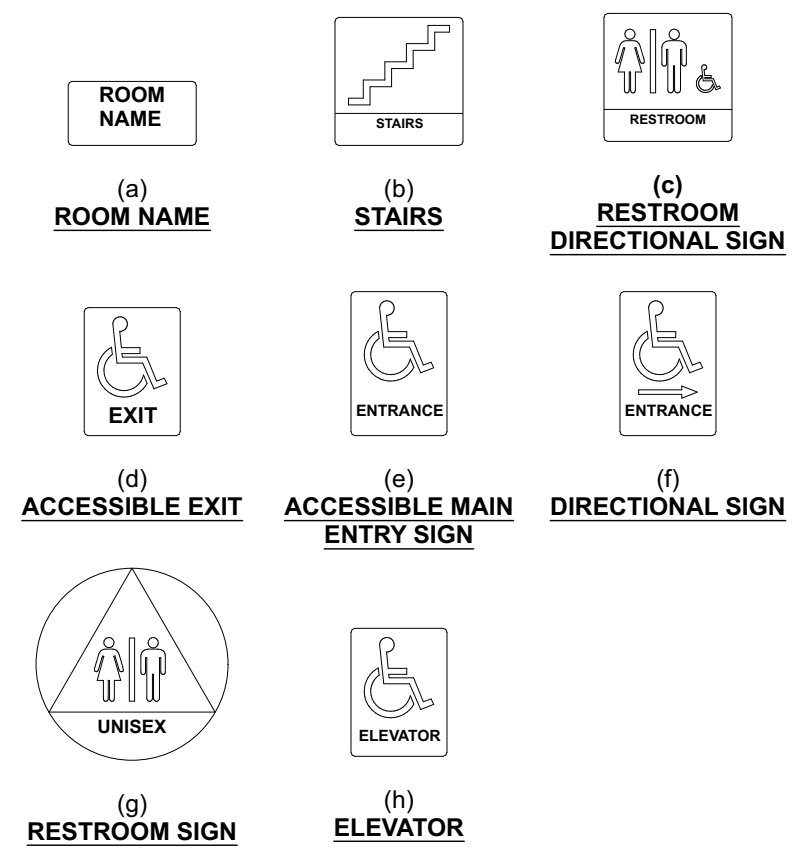 ROOM
NAME
STAIRS
RESTROOM
(a)
ROOM NAME
(b)
STAIRS
(c)
RESTROOM
DIRECTIONAL SIGN
EXIT
ENTRANCE
ENTRANCE
(d)
ACCESSIBLE EXIT
(e)
ACCESSIBLE MAIN
ENTRY SIGN
(f)
DIRECTIONAL SIGN
UNISEX
ELEVATOR
(g)
RESTROOM SIGN
(h)
ELEVATOR